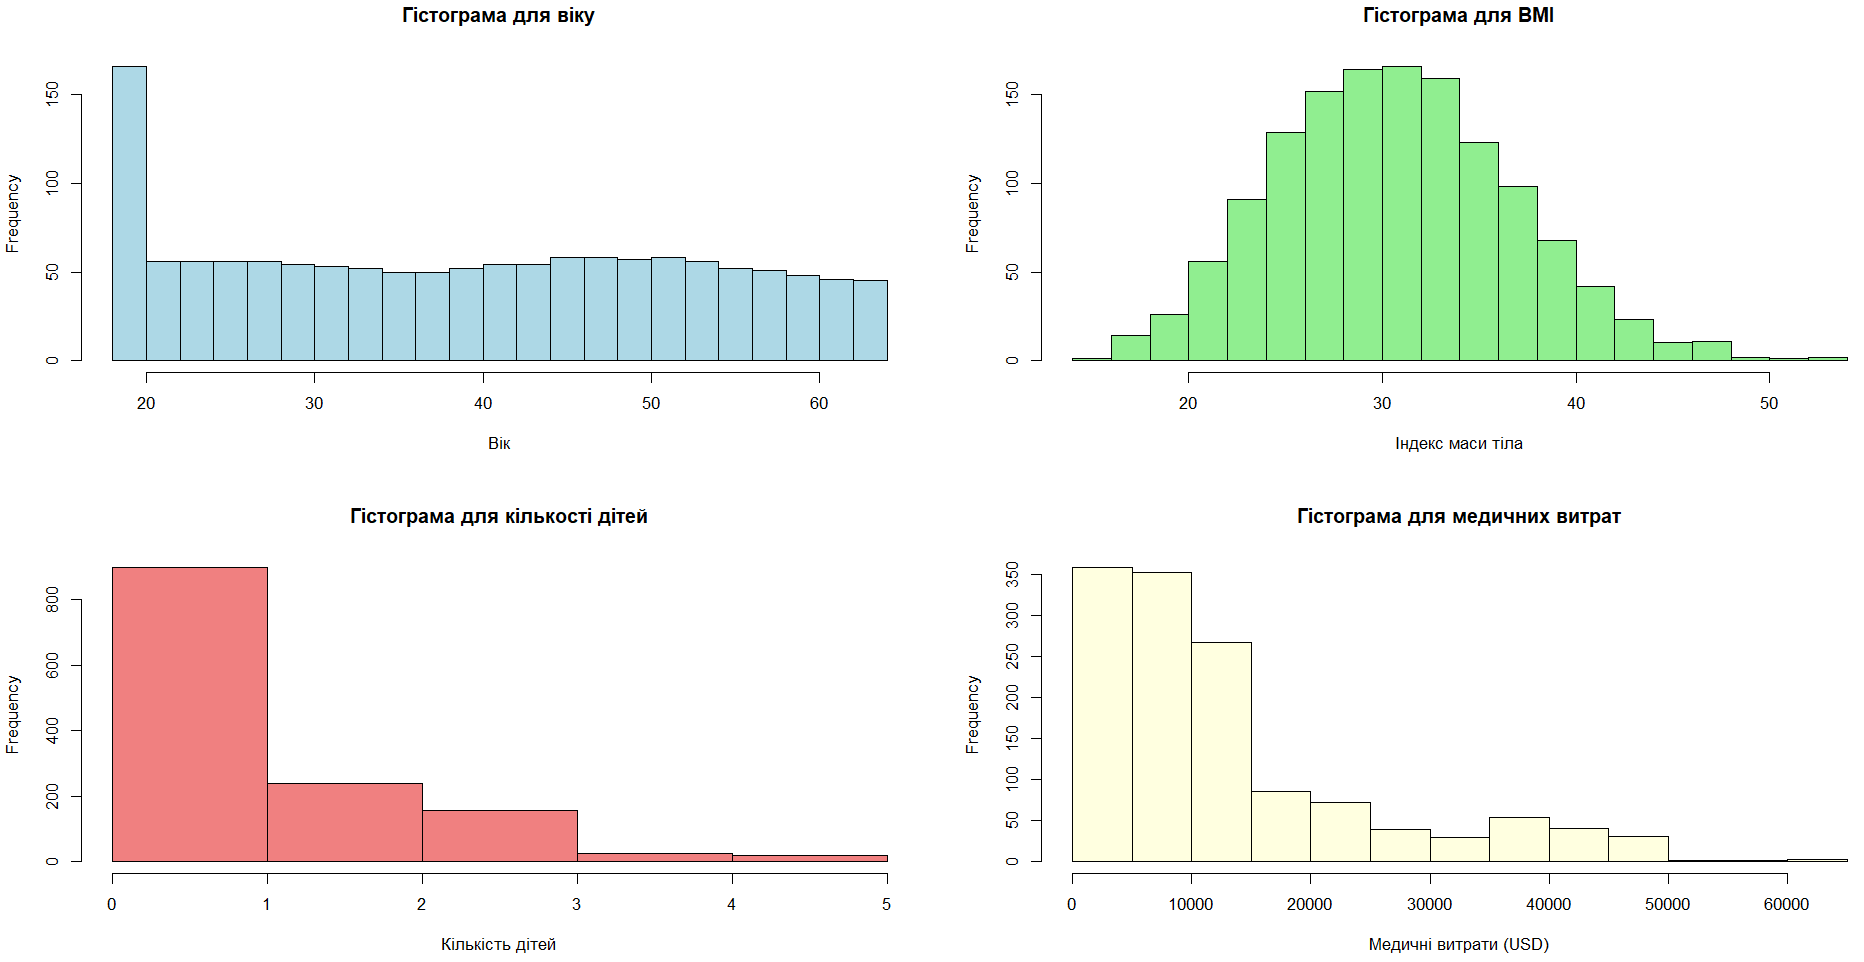 Гістограма для віку
Frequency
0 50 100 150
20 30 40 50 60
Вік
Гістограма для BMI
Frequency
0 50 100 150
20 30 40 50
Індекс маси тіла
Гістограма для кількості дітей
Frequency
0 200 400 600 800
0 1 2 3 4 5
Кількість дітей
Гістограма для медичних витрат
Frequency
0 50 100 150 200 250 300 350
0 10000 20000 30000 40000 50000 60000
Медичні витрати (USD)